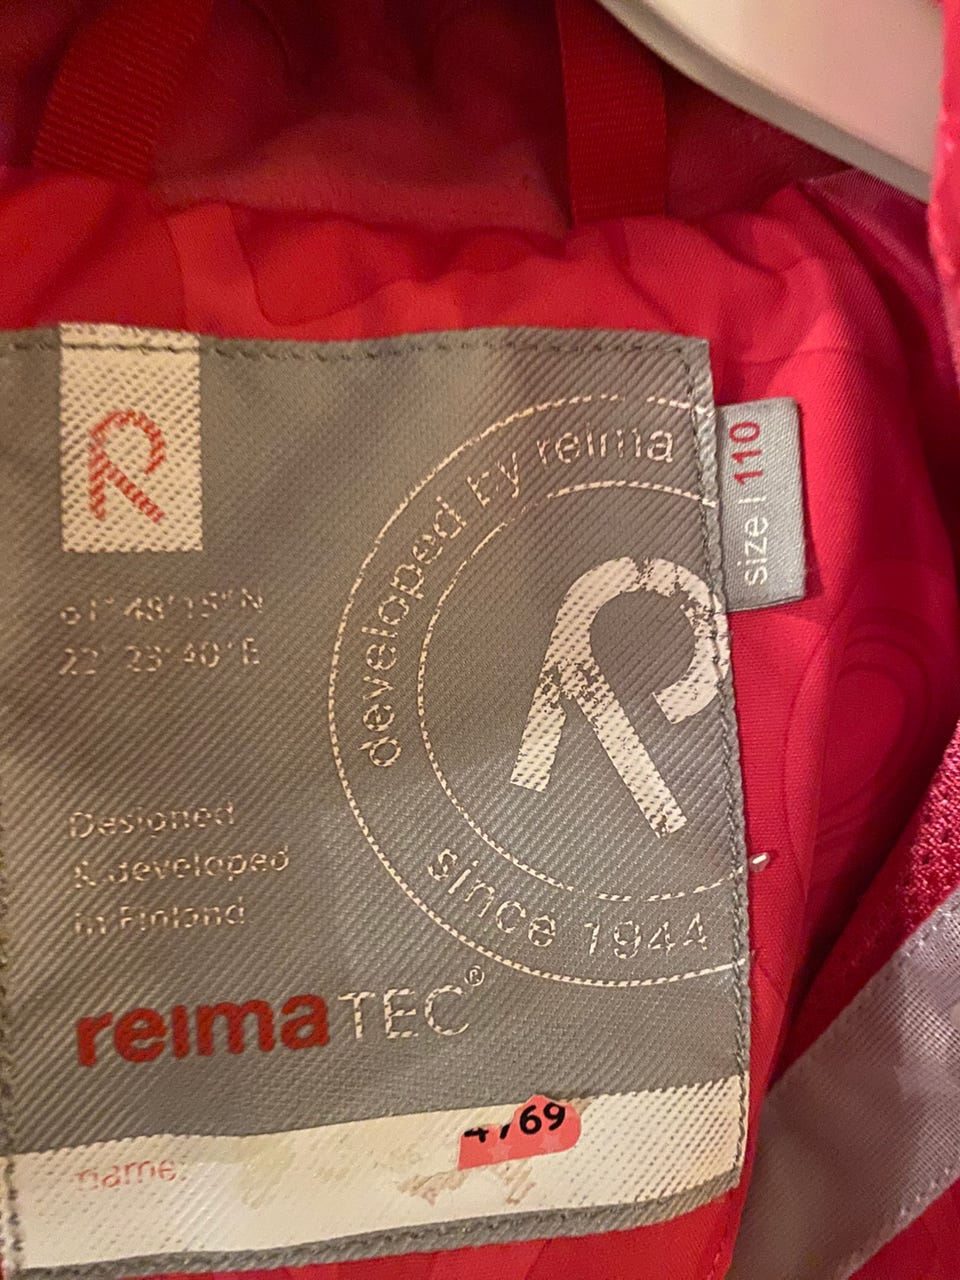 developed by reima
size | 110
61° 48' 15" N
22° 23' 40" E
Designed
& developed
in Finland
since 1944
reimaTEC®
name:
69